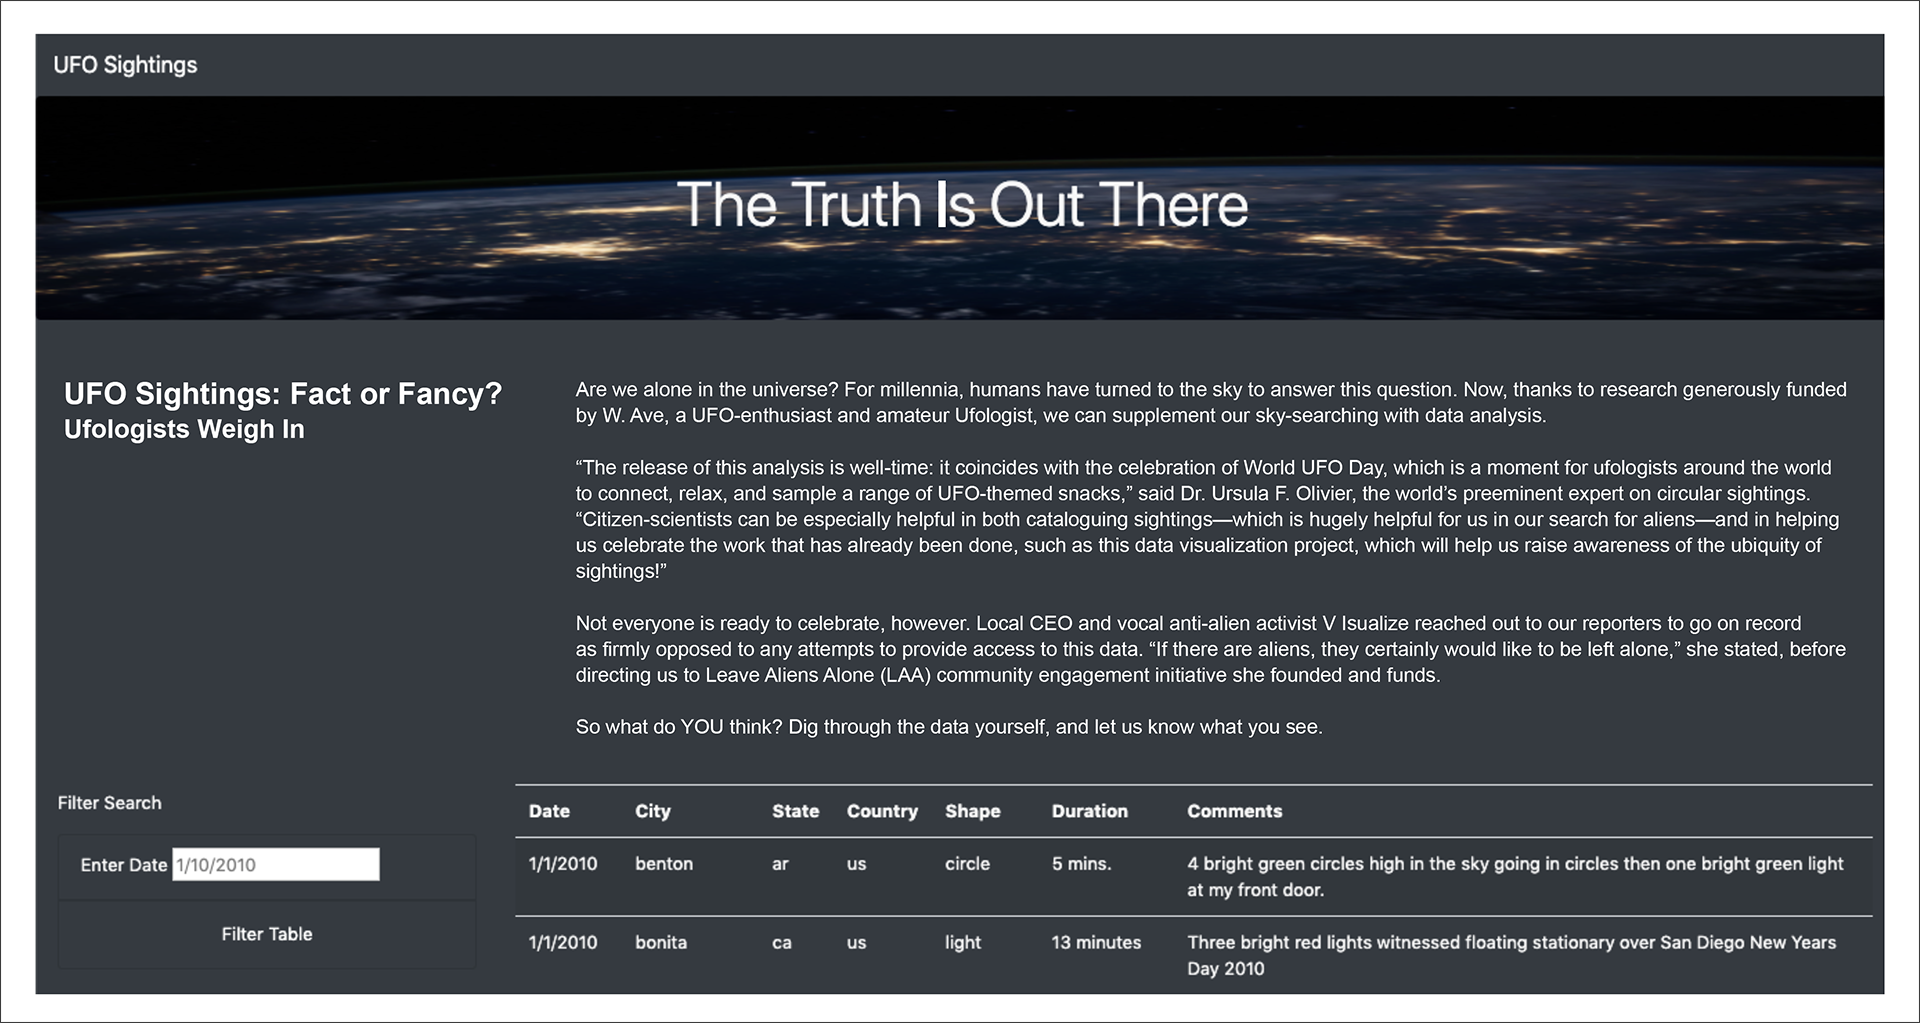 UFO Sightings
The Truth Is Out There
UFO Sightings: Fact or Fancy?
Ufologists Weigh In
Are we alone in the universe? For millennia, humans have turned to the sky to answer this question. Now, thanks to research generously funded
by W. Ave, a UFO-enthusiast and amateur Ufologist, we can supplement our sky-searching with data analysis.
“The release of this analysis is well-time: it coincides with the celebration of World UFO Day, which is a moment for ufologists around the world
to connect, relax, and sample a range of UFO-themed snacks,” said Dr. Ursula F. Olivier, the world’s preeminent expert on circular sightings.
“Citizen-scientists can be especially helpful in both cataloguing sightings—which is hugely helpful for us in our search for aliens—and in helping
us celebrate the work that has already been done, such as this data visualization project, which will help us raise awareness of the ubiquity of
sightings!”
Not everyone is ready to celebrate, however. Local CEO and vocal anti-alien activist V Isualize reached out to our reporters to go on record
as firmly opposed to any attempts to provide access to this data. “If there are aliens, they certainly would like to be left alone,” she stated, before
directing us to Leave Aliens Alone (LAA) community engagement initiative she founded and funds.
So what do YOU think? Dig through the data yourself, and let us know what you see.
Filter Search
Enter Date 1/10/2010
Filter Table
Date City State Country Shape Duration Comments
1/1/2010 benton ar us circle 5 mins. 4 bright green circles high in the sky going in circles then one bright green light
at my front door.
1/1/2010 bonita ca us light 13 minutes Three bright red lights witnessed floating stationary over San Diego New Years
Day 2010